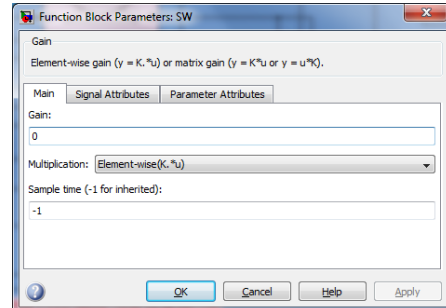 Function Block Parameters: SW
Gain
Element-wise gain (y = K.*u) or matrix gain (y = K*u or y = u*K).
Main Signal Attributes Parameter Attributes
Gain:
0
Multiplication: Element-wise(K.*u)
Sample time (-1 for inherited):
-1
OK Cancel Help Apply